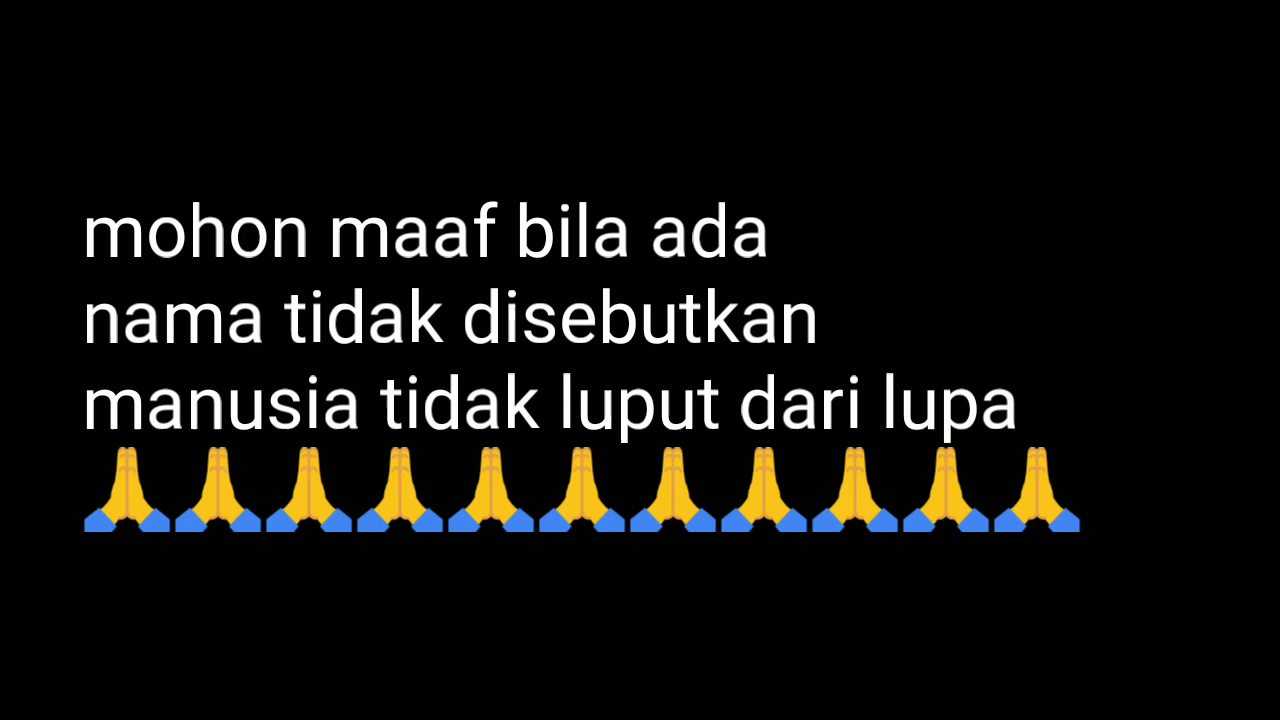 mohon maaf bila ada
nama tidak disebutkan
manusia tidak luput dari lupa
🙏🙏🙏🙏🙏🙏🙏🙏🙏🙏🙏